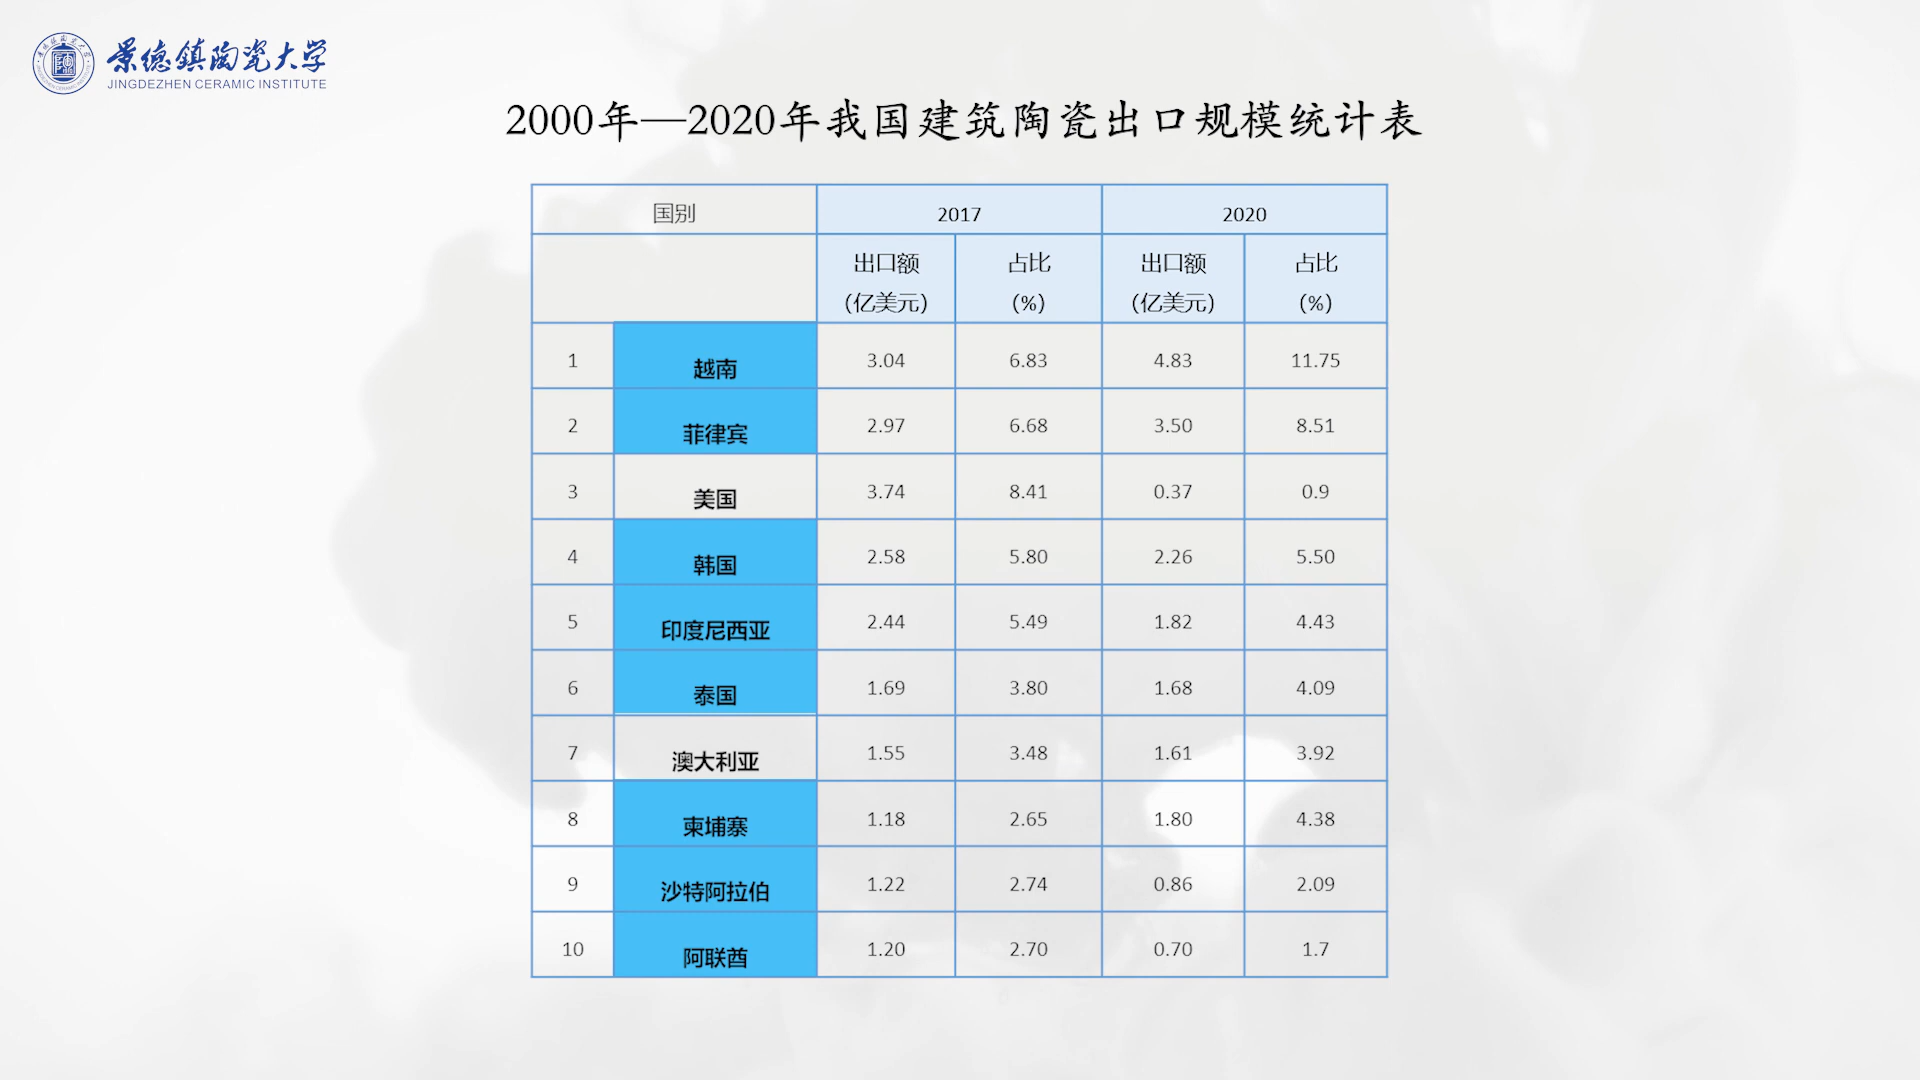 景德鎮陶瓷大学
JINGDEZHEN CERAMIC INSTITUTE
2000年—2020年我国建筑陶瓷出口规模统计表
国别 2017 2020
出口额 占比 出口额 占比
(亿美元) (%) (亿美元) (%)
1 越南 3.04 6.83 4.83 11.75
2 菲律宾 2.97 6.68 3.50 8.51
3 美国 3.74 8.41 0.37 0.9
4 韩国 2.58 5.80 2.26 5.50
5 印度尼西亚 2.44 5.49 1.82 4.43
6 泰国 1.69 3.80 1.68 4.09
7 澳大利亚 1.55 3.48 1.61 3.92
8 柬埔寨 1.18 2.65 1.80 4.38
9 沙特阿拉伯 1.22 2.74 0.86 2.09
10 阿联酋 1.20 2.70 0.70 1.7